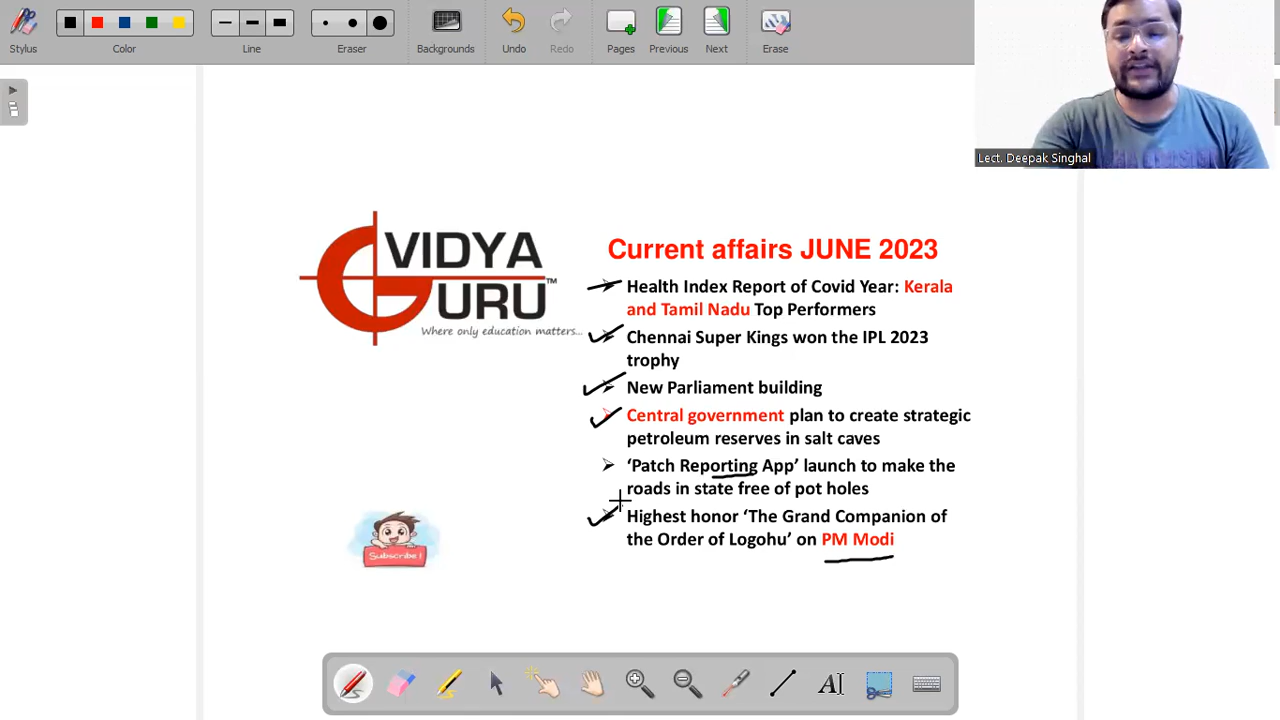 Stylus
Color
Line
Eraser
Backgrounds
Undo
Redo
Pages
Previous
Next
Erase
Lect. Deepak Singhal
VIDYA
GURU™
Where only education matters...
Current affairs JUNE 2023
➢ Health Index Report of Covid Year: Kerala
and Tamil Nadu Top Performers
➢ Chennai Super Kings won the IPL 2023
trophy
➢ New Parliament building
➢ Central government plan to create strategic
petroleum reserves in salt caves
➢ ‘Patch Reporting App’ launch to make the
roads in state free of pot holes
➢ Highest honor ‘The Grand Companion of
the Order of Logohu’ on PM Modi
Subscribe !
AI